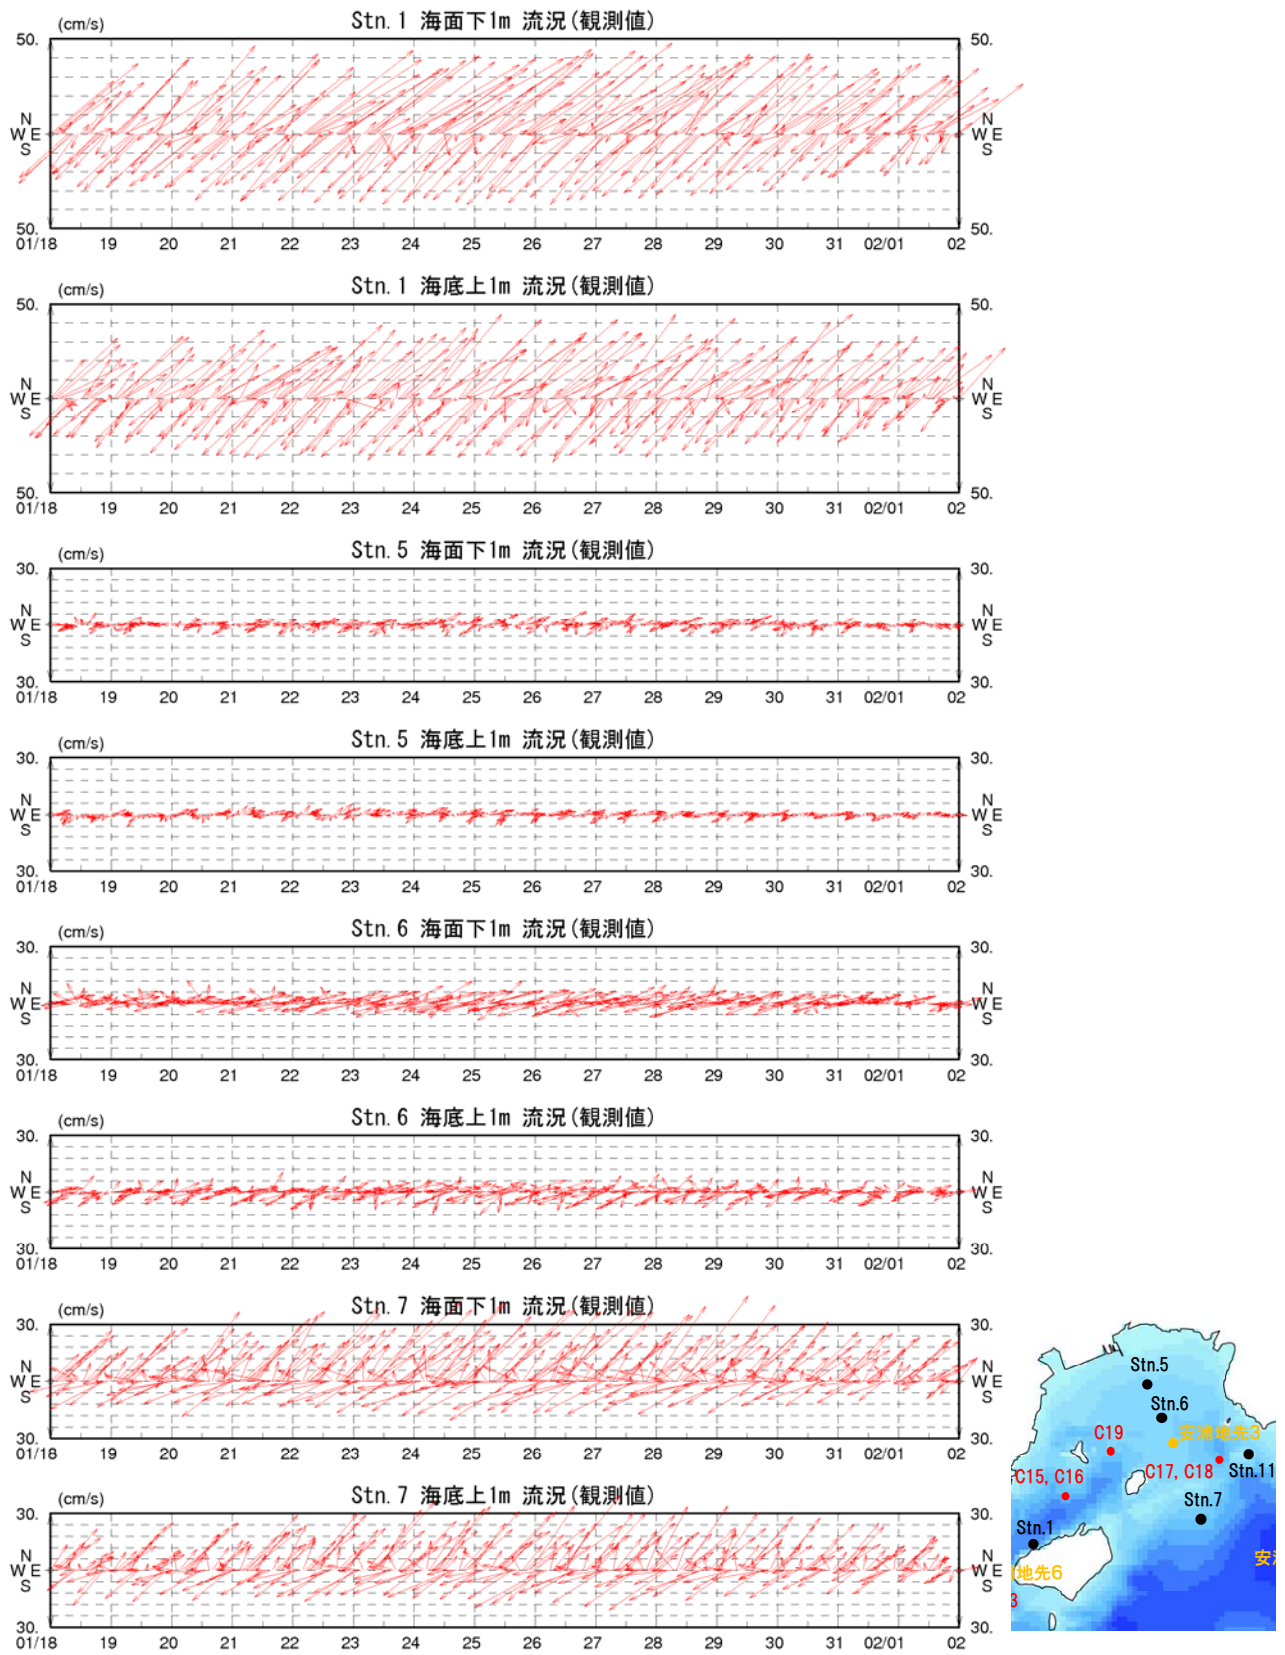 Stn.1 海面下1m 流況(観測値)
(cm/s)
50. 50.
N N
W E W E
S S
50. 50.
01/18 19 20 21 22 23 24 25 26 27 28 29 30 31 02/01 02
Stn.1 海底上1m 流況(観測値)
(cm/s)
50. 50.
N N
W E W E
S S
50. 50.
01/18 19 20 21 22 23 24 25 26 27 28 29 30 31 02/01 02
Stn.5 海面下1m 流況(観測値)
(cm/s)
30. 30.
N N
W E W E
S S
30. 30.
01/18 19 20 21 22 23 24 25 26 27 28 29 30 31 02/01 02
Stn.5 海底上1m 流況(観測値)
(cm/s)
30. 30.
N N
W E W E
S S
30. 30.
01/18 19 20 21 22 23 24 25 26 27 28 29 30 31 02/01 02
Stn.6 海面下1m 流況(観測値)
(cm/s)
30. 30.
N N
W E W E
S S
30. 30.
01/18 19 20 21 22 23 24 25 26 27 28 29 30 31 02/01 02
Stn.6 海底上1m 流況(観測値)
(cm/s)
30. 30.
N N
W E W E
S S
30. 30.
01/18 19 20 21 22 23 24 25 26 27 28 29 30 31 02/01 02
Stn.7 海面下1m 流況(観測値)
(cm/s)
30. 30.
N N
W E W E
S S
30. 30.
01/18 19 20 21 22 23 24 25 26 27 28 29 30 31 02/01 02
Stn.7 海底上1m 流況(観測値)
(cm/s)
30. 30.
N N
W E W E
S S
30. 30.
01/18 19 20 21 22 23 24 25 26 27 28 29 30 31 02/01 02
Stn.5
Stn.6
C19 安浦地先3
C15, C16 C17, C18 Stn.11
Stn.7
Stn.1
地先6
3